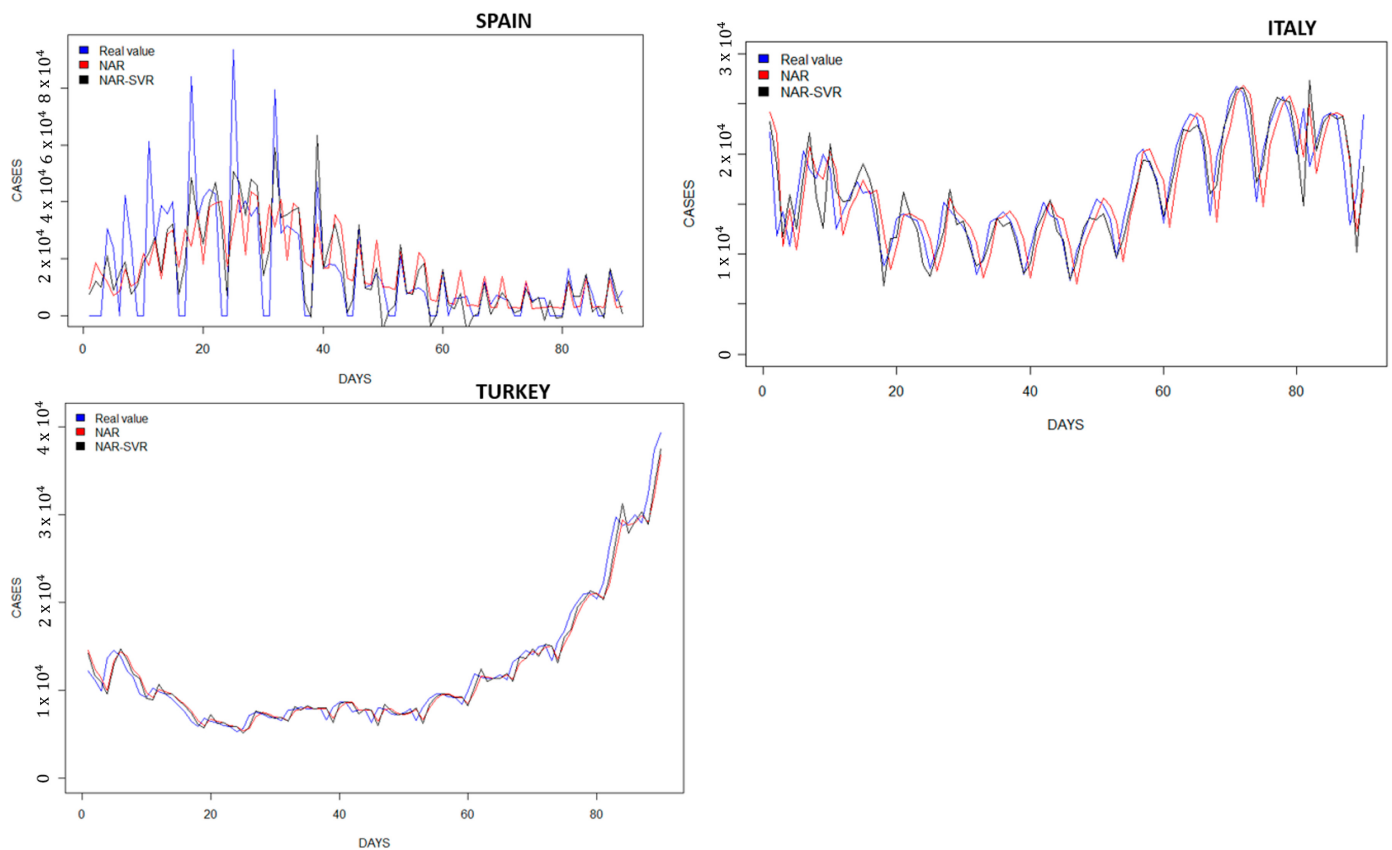 SPAIN
Real value
NAR
NAR-SVR
CASES
0
2 x 10⁴
4 x 10⁴
6 x 10⁴
8 x 10⁴
0
20
40
60
80
DAYS
ITALY
Real value
NAR
NAR-SVR
CASES
0
1 x 10⁴
2 x 10⁴
3 x 10⁴
0
20
40
60
80
DAYS
TURKEY
Real value
NAR
NAR-SVR
CASES
0
1 x 10⁴
2 x 10⁴
3 x 10⁴
4 x 10⁴
0
20
40
60
80
DAYS